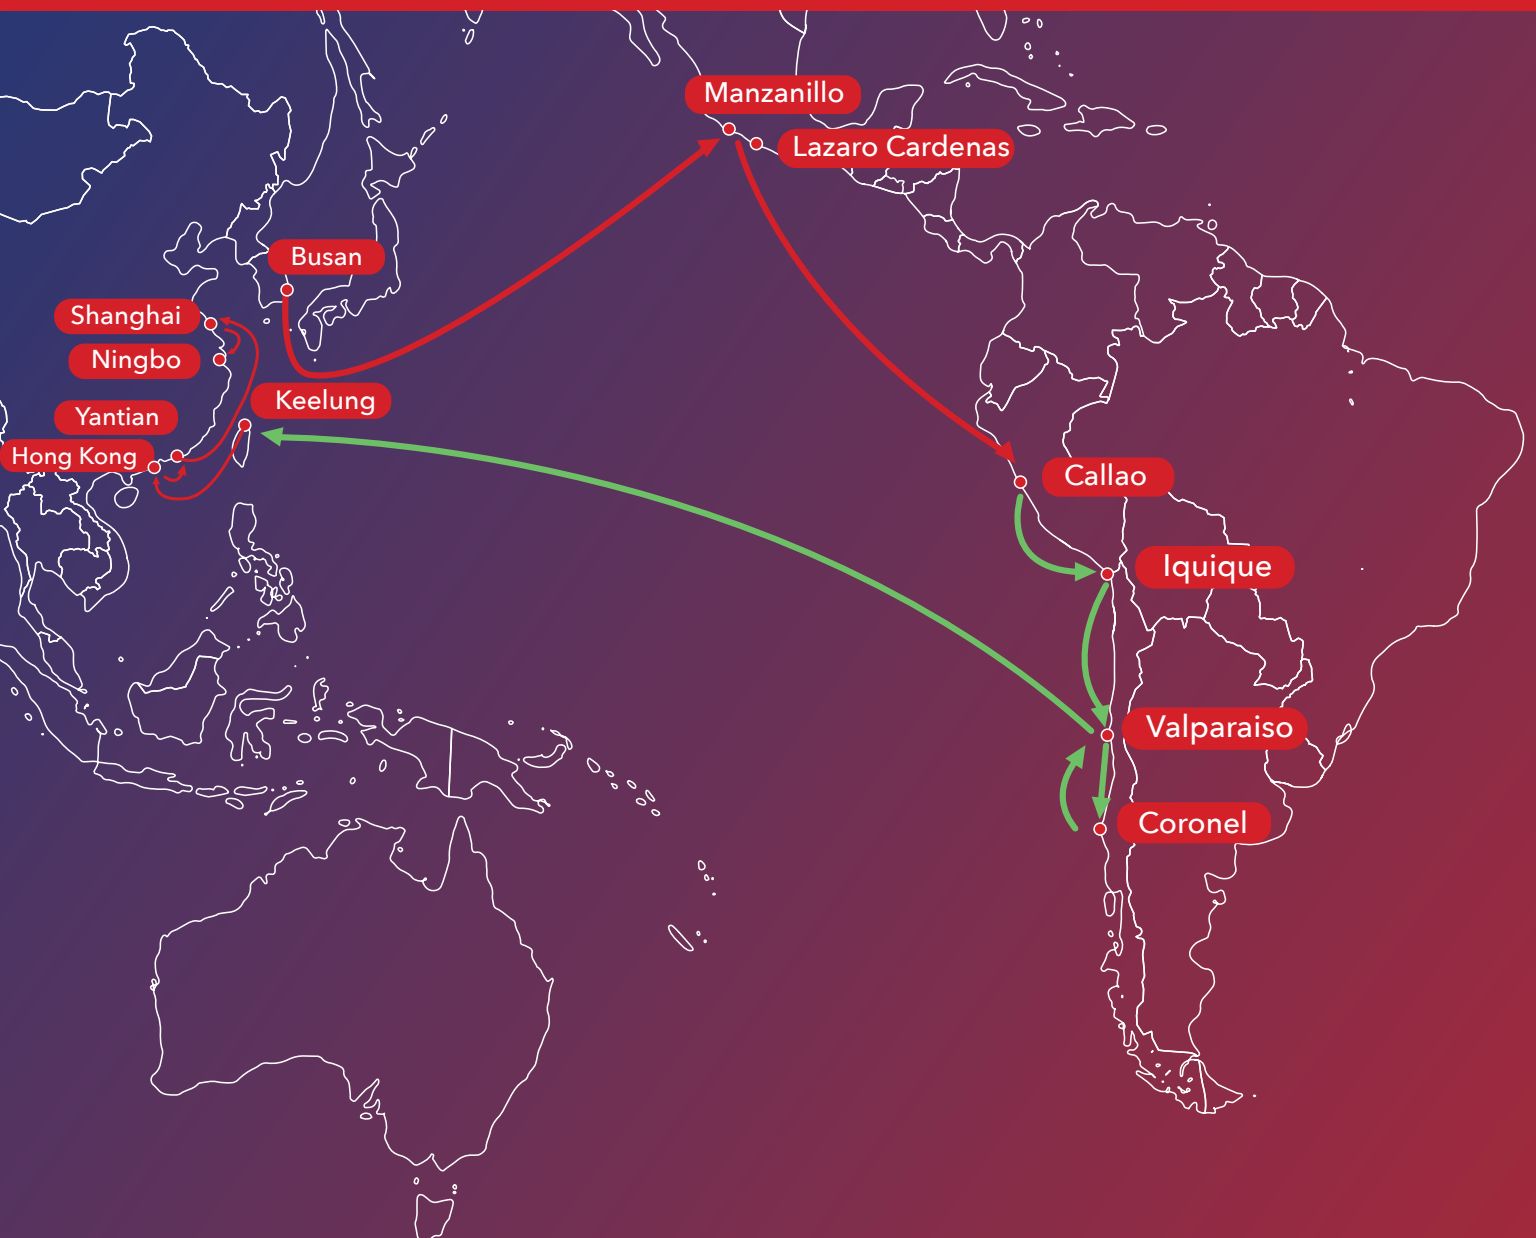 Manzanillo
Lazaro Cardenas
Busan
Shanghai
Ningbo
Keelung
Yantian
Hong Kong
Callao
Iquique
Valparaiso
Coronel